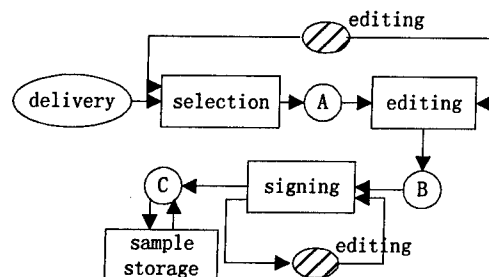 editing
delivery
selection
A
editing
C
signing
B
editing
sample
storage